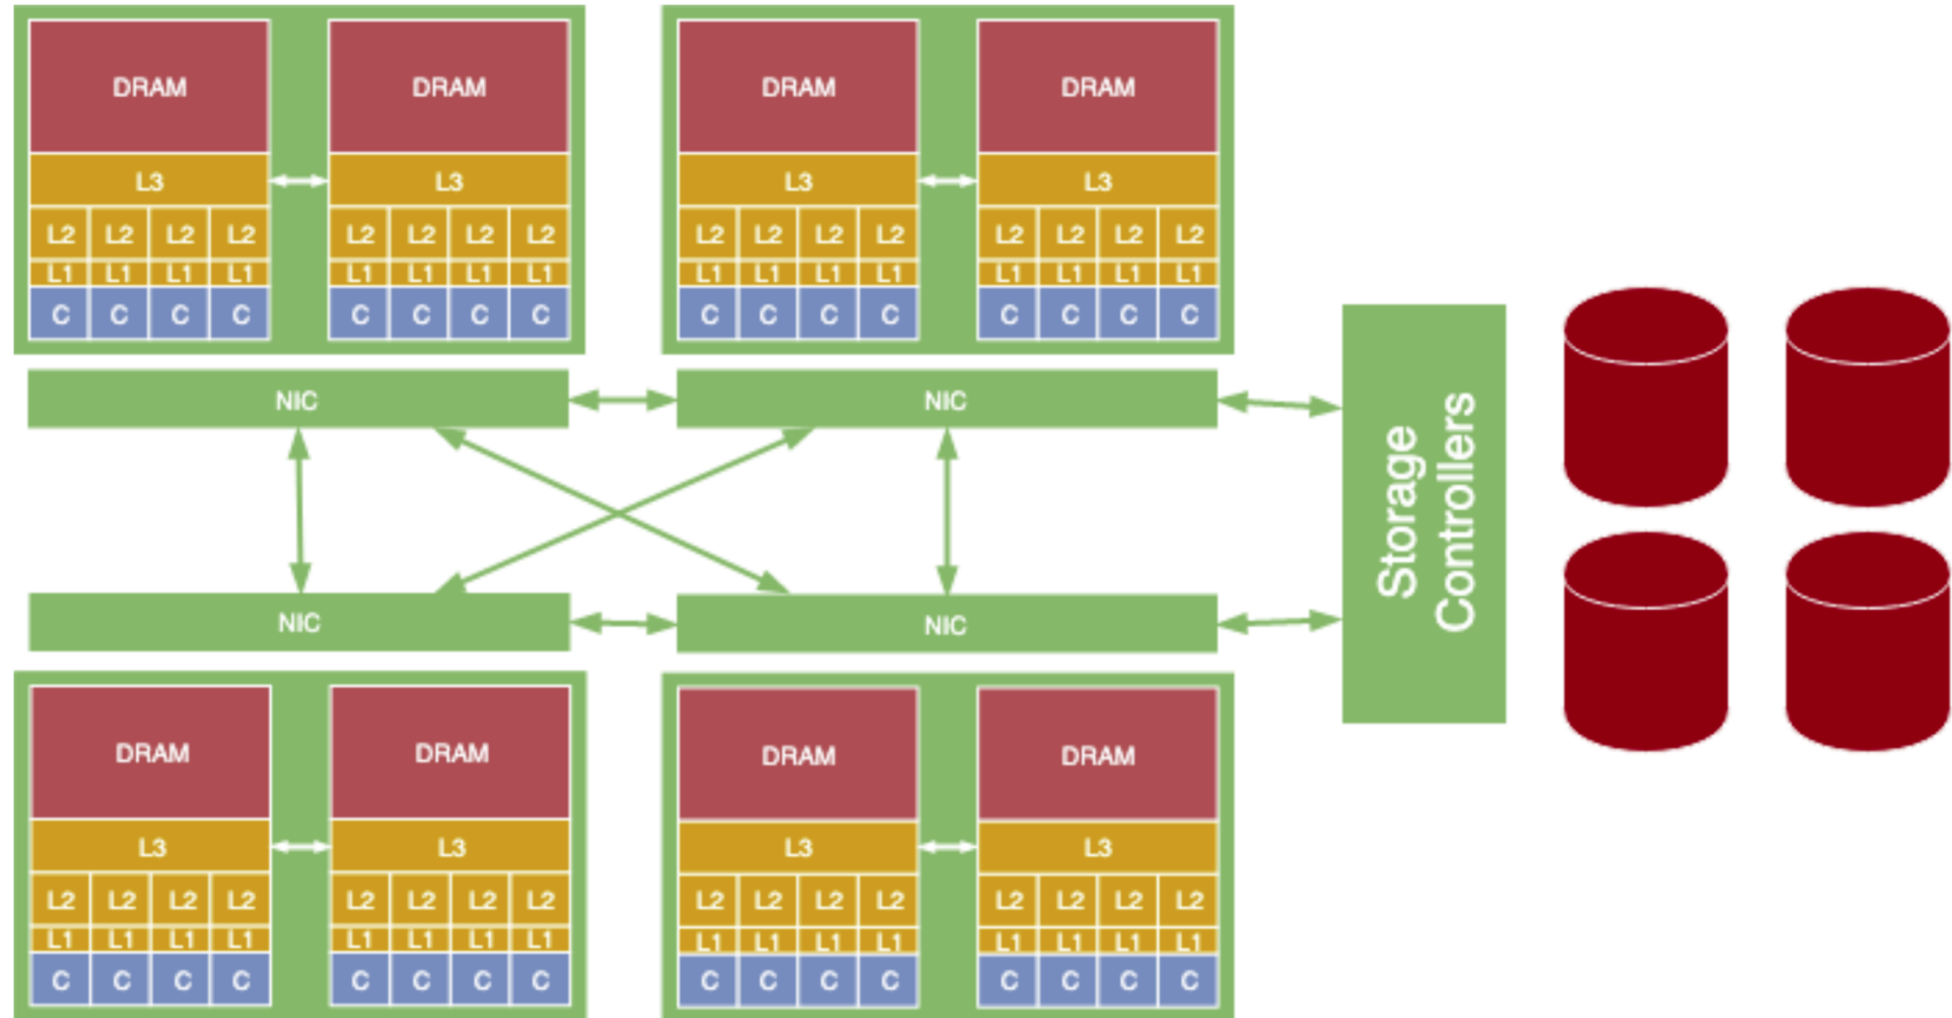 DRAM DRAM DRAM DRAM
L3 L3 L3 L3
L2 L2 L2 L2 L2 L2 L2 L2 L2 L2 L2 L2 L2 L2 L2 L2
L1 L1 L1 L1 L1 L1 L1 L1 L1 L1 L1 L1 L1 L1 L1 L1
C C C C C C C C C C C C C C C C
NIC NIC
Storage
Controllers
NIC NIC
DRAM DRAM DRAM DRAM
L3 L3 L3 L3
L2 L2 L2 L2 L2 L2 L2 L2 L2 L2 L2 L2 L2 L2 L2 L2
L1 L1 L1 L1 L1 L1 L1 L1 L1 L1 L1 L1 L1 L1 L1 L1
C C C C C C C C C C C C C C C C